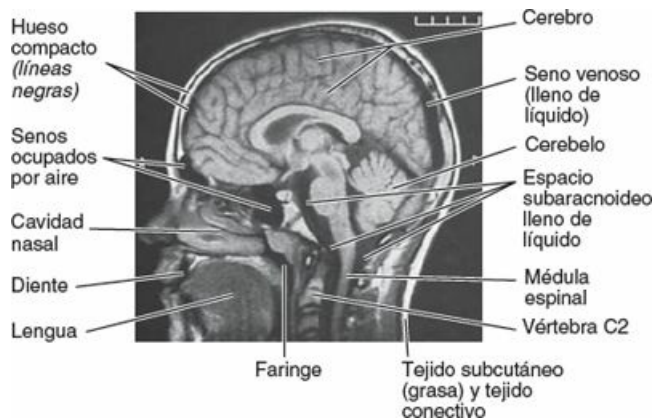 Hueso
compacto
(líneas
negras)
Senos
ocupados
por aire
Cavidad
nasal
Diente
Lengua
Faringe
Cerebro
Seno venoso
(lleno de
líquido)
Cerebelo
Espacio
subaracnoideo
lleno de
líquido
Médula
espinal
Vértebra C2
Tejido subcutáneo
(grasa) y tejido
conectivo